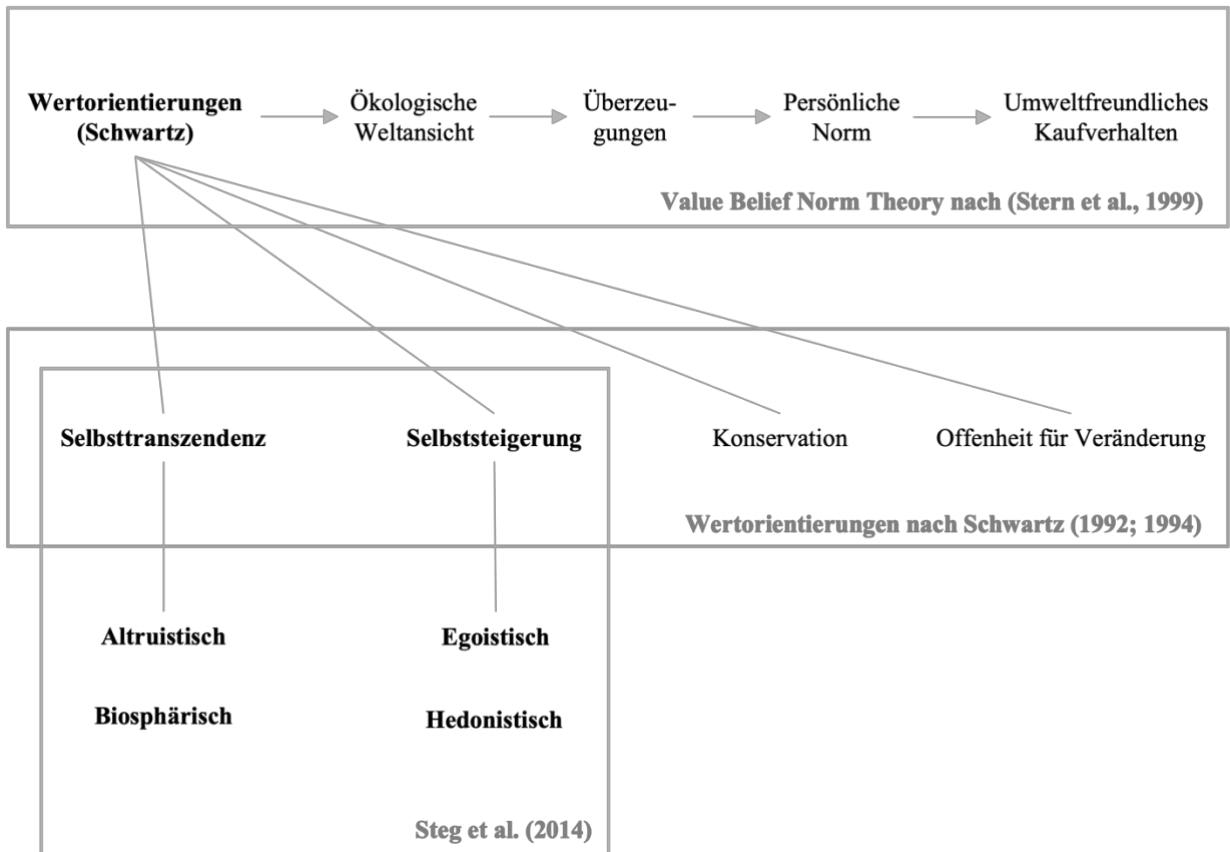 Wertorientierungen
(Schwartz)
Ökologische
Weltansicht
Überzeu-
gungen
Persönliche
Norm
Umweltfreundliches
Kaufverhalten
Value Belief Norm Theory nach (Stern et al., 1999)
Selbsttranszendenz
Selbststeigerung
Konservation
Offenheit für Veränderung
Wertorientierungen nach Schwartz (1992; 1994)
Altruistisch
Egoistisch
Biosphärisch
Hedonistisch
Steg et al. (2014)